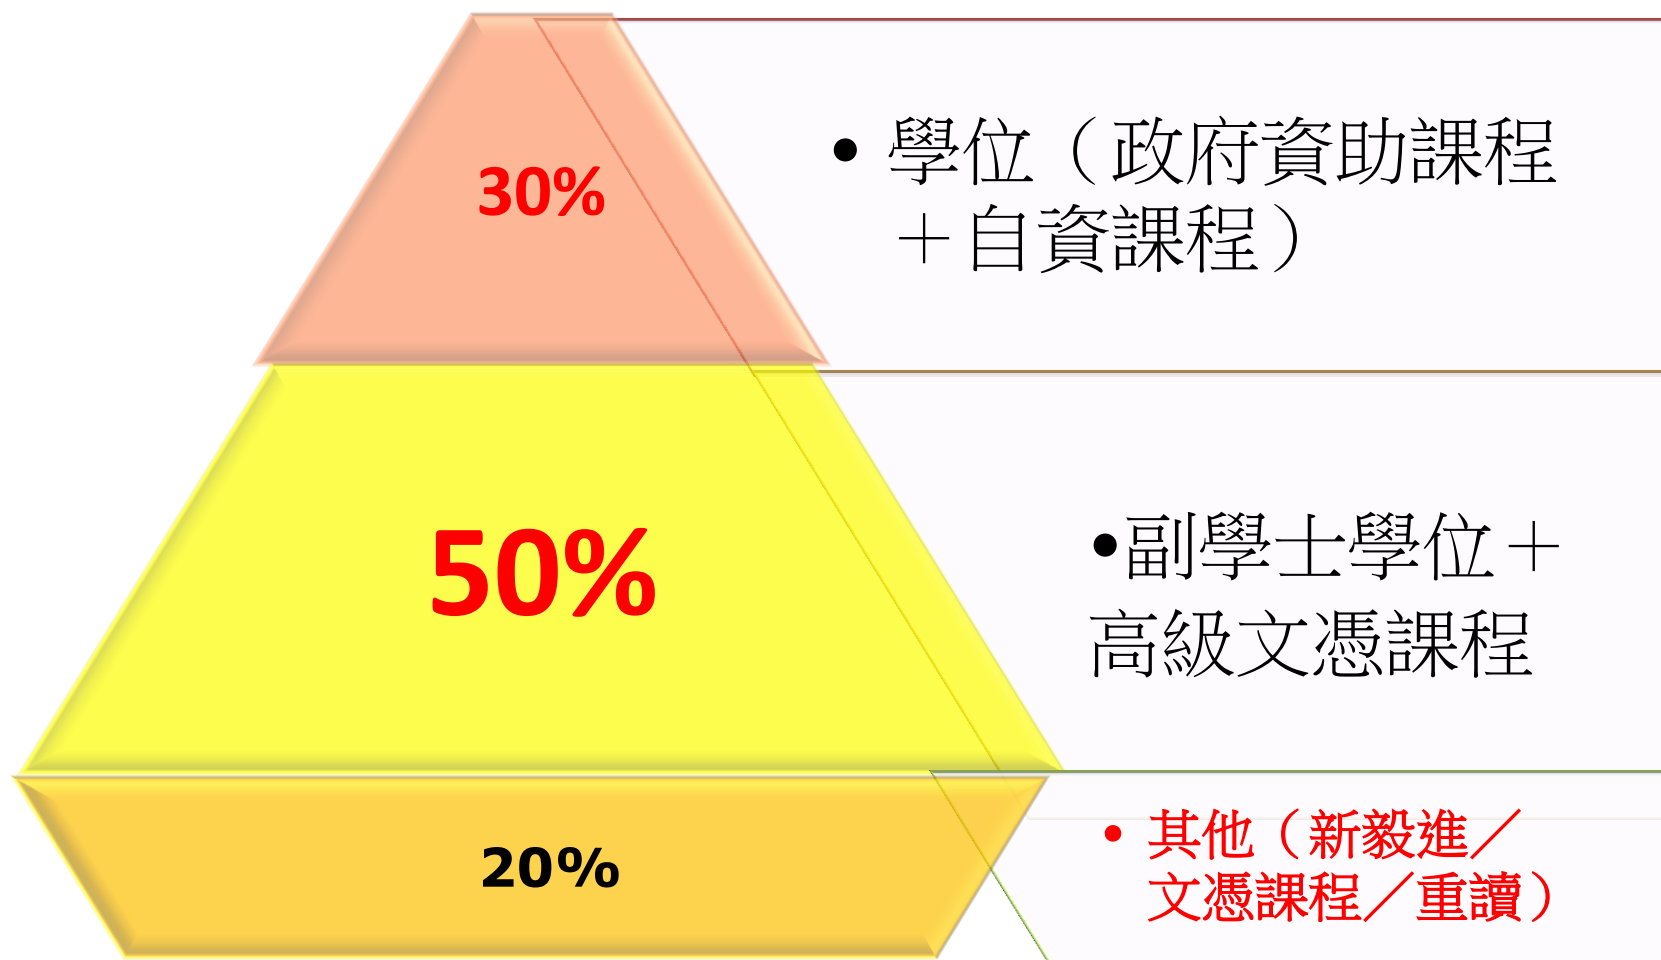 30%
• 學位（政府資助課程
＋自資課程）
50%
•副學士學位＋
高級文憑課程
20%
• 其他（新毅進／
文憑課程／重讀）